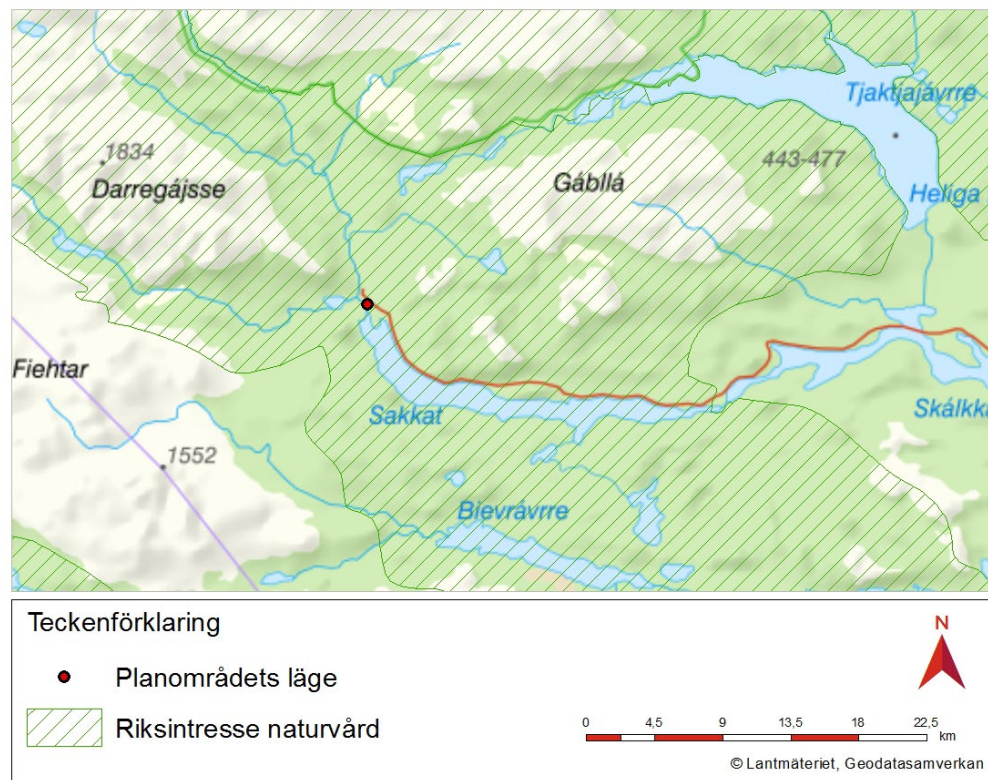 Tjaktjajávrre
1834
443-477
Darregájsse
Gábllá
Heliga
Fiehtar
Sakkat
Skálkka
1552
Bievrávrre
Teckenförklaring
N
Planområdets läge
Riksintresse naturvård
0 4,5 9 13,5 18 22,5
km
© Lantmäteriet, Geodatasamverkan